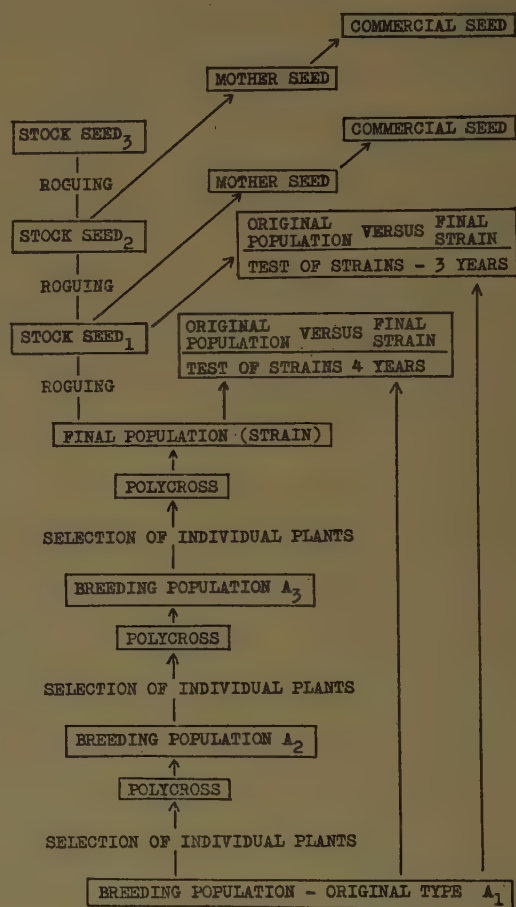 COMMERCIAL SEED
MOTHER SEED
COMMERCIAL SEED
STOCK SEED₃
MOTHER SEED
ROGUING
ORIGINAL POPULATION VERSUS FINAL STRAIN
STOCK SEED₂
TEST OF STRAINS - 3 YEARS
ROGUING
STOCK SEED₁
ORIGINAL POPULATION VERSUS FINAL STRAIN
TEST OF STRAINS 4 YEARS
ROGUING
FINAL POPULATION (STRAIN)
POLYCROSS
SELECTION OF INDIVIDUAL PLANTS
BREEDING POPULATION A₃
POLYCROSS
SELECTION OF INDIVIDUAL PLANTS
BREEDING POPULATION A₂
POLYCROSS
SELECTION OF INDIVIDUAL PLANTS
BREEDING POPULATION - ORIGINAL TYPE A₁